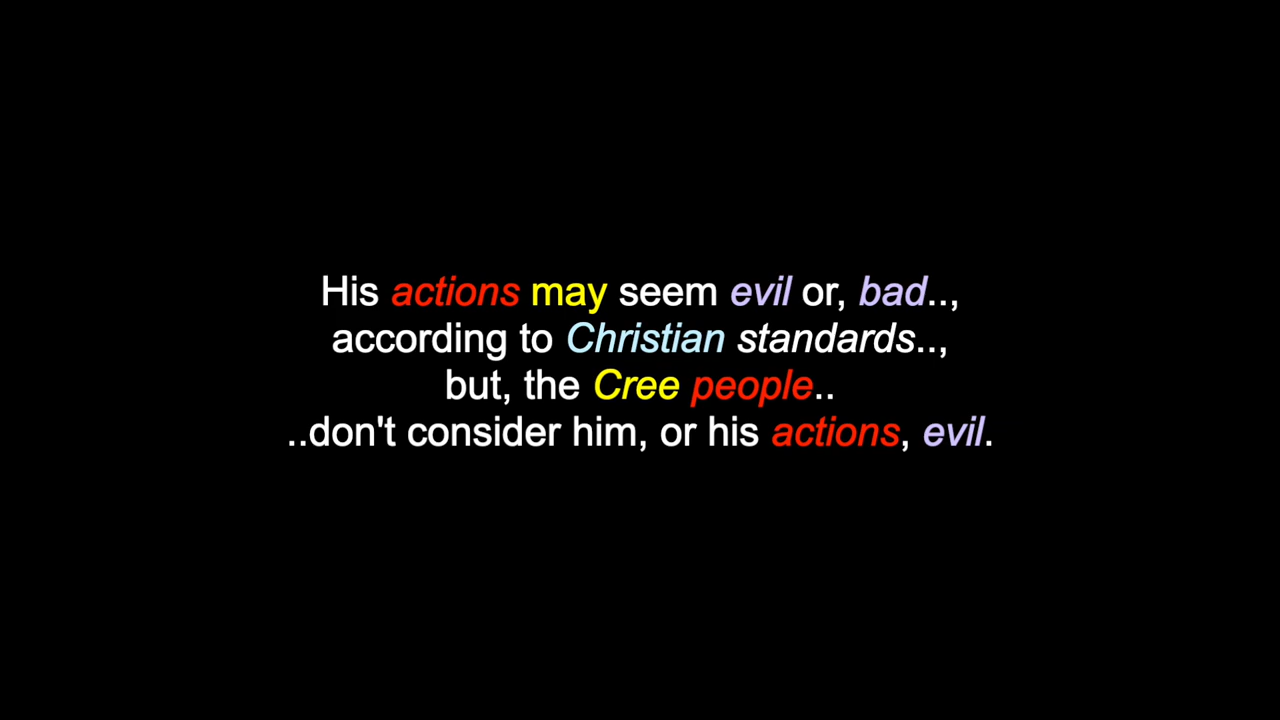 His actions may seem evil or, bad..,
according to Christian standards..,
but, the Cree people..
..don't consider him, or his actions, evil.